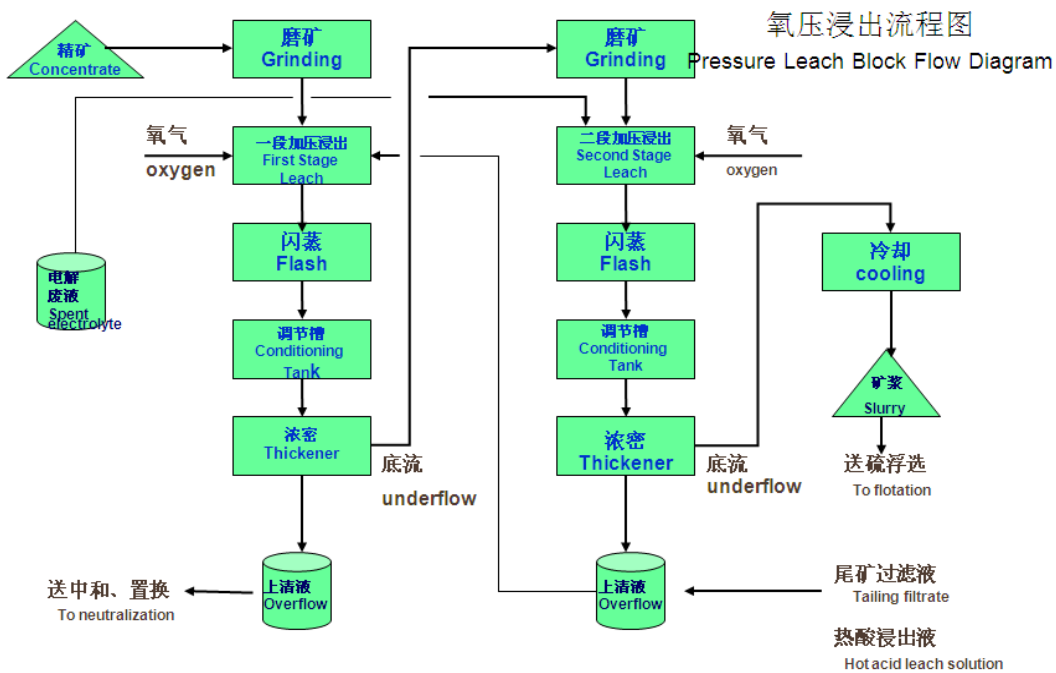 氧压浸出流程图
Pressure Leach Block Flow Diagram
精矿
Concentrate
磨矿
Grinding
磨矿
Grinding
氧气
oxygen
一段加压浸出
First Stage
Leach
二段加压浸出
Second Stage
Leach
氧气
oxygen
闪蒸
Flash
闪蒸
Flash
冷却
cooling
电解
废液
Spent
electrolyte
调节槽
Conditioning
Tank
调节槽
Conditioning
Tank
矿浆
Slurry
浓密
Thickener
底流
underflow
浓密
Thickener
底流
underflow
送硫浮选
To flotation
送中和、置换
To neutralization
上清液
Overflow
上清液
Overflow
尾矿过滤液
Tailing filtrate
热酸浸出液
Hot acid leach solution